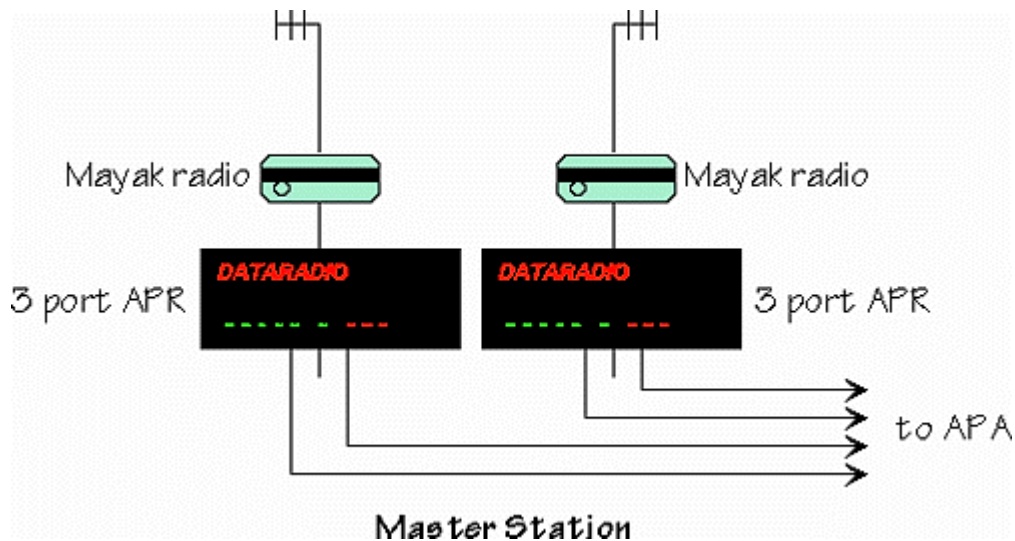 Mayak radio
Mayak radio
DATARADIO
DATARADIO
3 port APR
3 port APR
to APA
Master Station